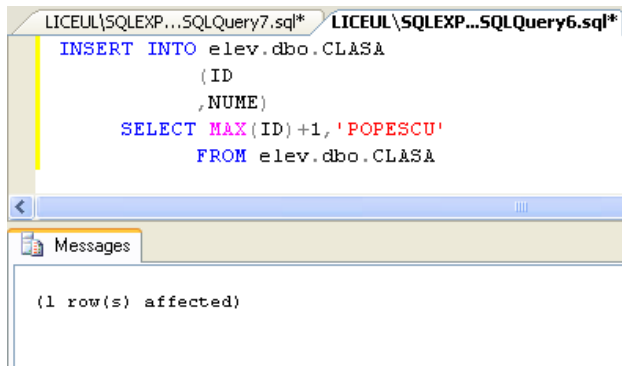 LICEUL\SQLEXP...SQLQuery7.sql* LICEUL\SQLEXP...SQLQuery6.sql*
INSERT INTO elev.dbo.CLASA
(ID
,NUME)
SELECT MAX(ID)+1,'POPESCU'
FROM elev.dbo.CLASA
Messages
(1 row(s) affected)